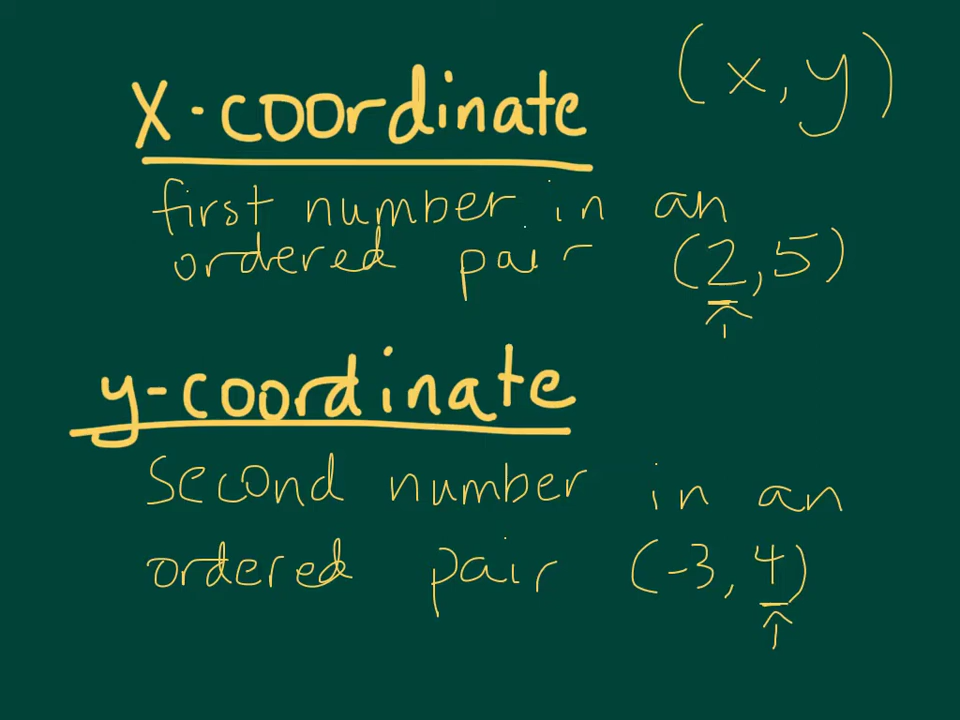 (x, y)
x-coordinate
first number in an
ordered pair (2, 5)
y-coordinate
second number in an
ordered pair (-3, 4)